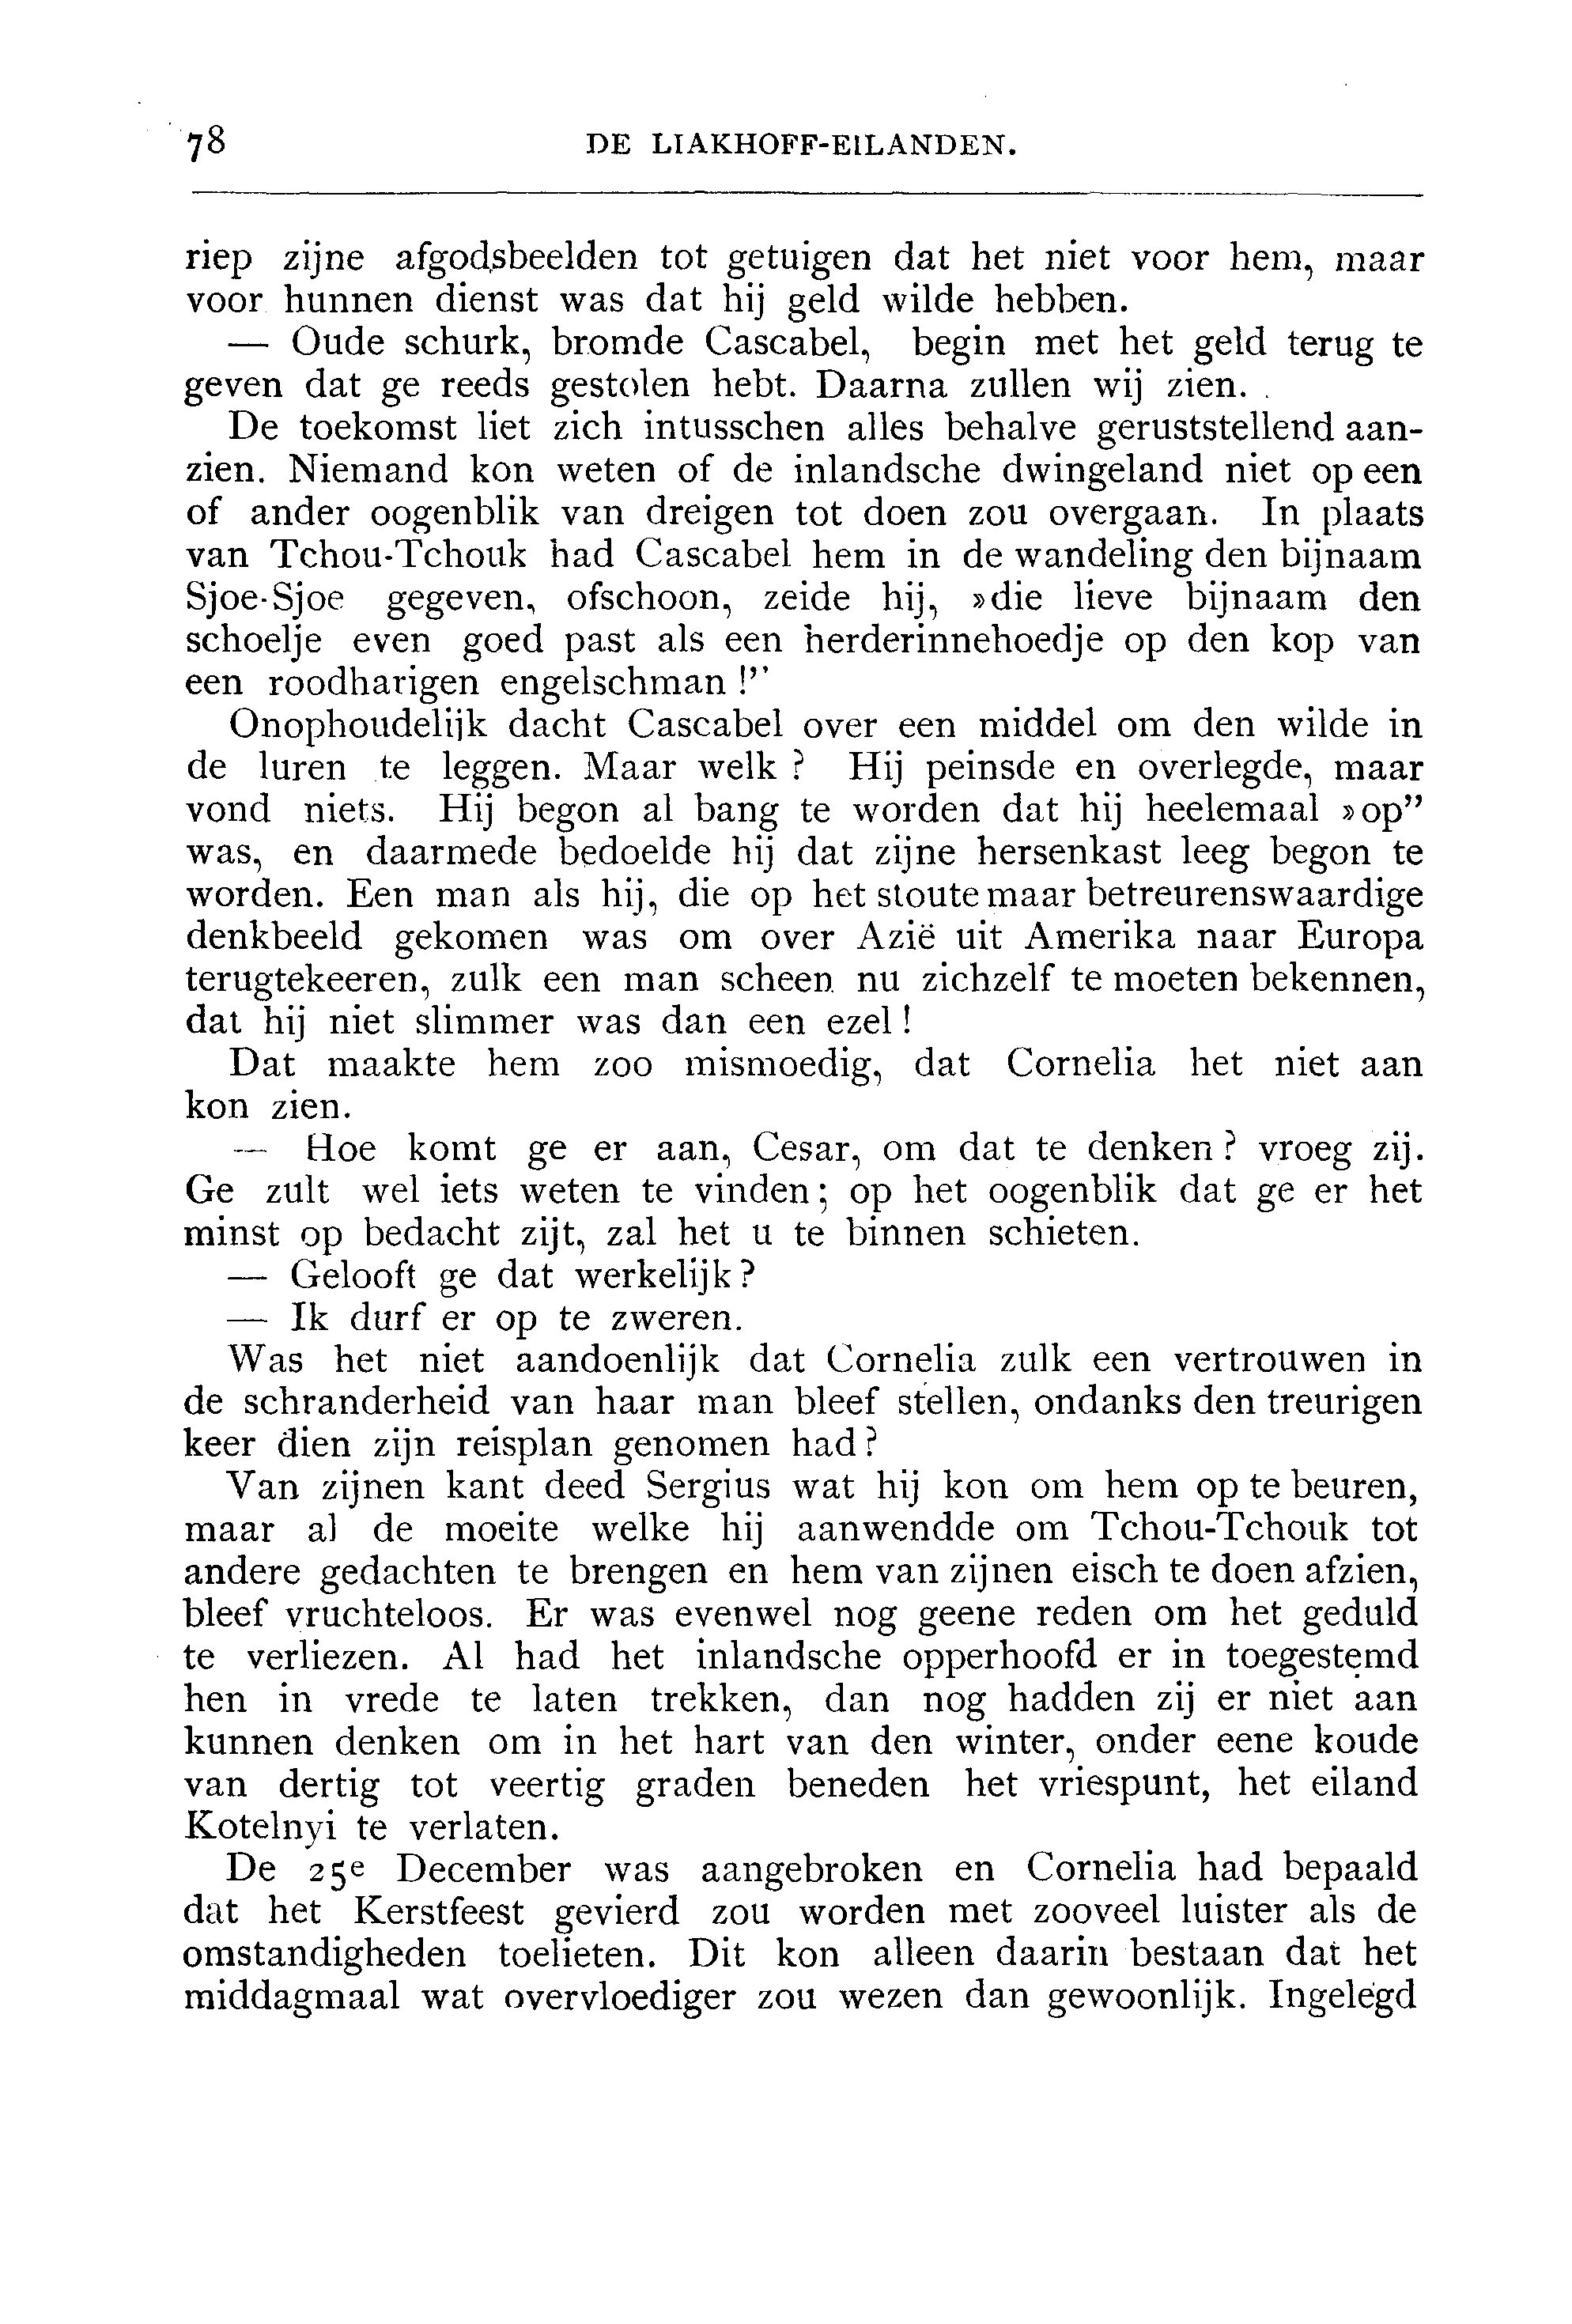 78 DE LIAKHOFF-EILANDEN.
riep zijne afgodsbeelden tot getuigen dat het niet voor hem, maar
voor hunnen dienst was dat hij geld wilde hebben.
— Oude schurk, bromde Cascabel, begin met het geld terug te
geven dat ge reeds gestolen hebt. Daarna zullen wij zien.
De toekomst liet zich intusschen alles behalve geruststellend aan-
zien. Niemand kon weten of de inlandsche dwingeland niet op een
of ander oogenblik van dreigen tot doen zou overgaan. In plaats
van Tchou-Tchouk had Cascabel hem in de wandeling den bijnaam
Sjoe-Sjoe gegeven, ofschoon, zeide hij, »die lieve bijnaam den
schoelje even goed past als een herderinnehoedje op den kop van
een roodharigen engelschman!”
Onophoudelijk dacht Cascabel over een middel om den wilde in
de luren te leggen. Maar welk? Hij peinsde en overlegde, maar
vond niets. Hij begon al bang te worden dat hij heelemaal »op”
was, en daarmede bedoelde hij dat zijne hersenkast leeg begon te
worden. Een man als hij, die op het stoute maar betreurenswaardige
denkbeeld gekomen was om over Azië uit Amerika naar Europa
terugtekeeren, zulk een man scheen nu zichzelf te moeten bekennen,
dat hij niet slimmer was dan een ezel!
Dat maakte hem zoo mismoedig, dat Cornelia het niet aan
kon zien.
— Hoe komt ge er aan, Cesar, om dat te denken? vroeg zij.
Ge zult wel iets weten te vinden; op het oogenblik dat ge er het
minst op bedacht zijt, zal het u te binnen schieten.
— Gelooft ge dat werkelijk?
— Ik durf er op te zweren.
Was het niet aandoenlijk dat Cornelia zulk een vertrouwen in
de schranderheid van haar man bleef stellen, ondanks den treurigen
keer dien zijn reisplan genomen had?
Van zijnen kant deed Sergius wat hij kon om hem op te beuren,
maar al de moeite welke hij aanwendde om Tchou-Tchouk tot
andere gedachten te brengen en hem van zijnen eisch te doen afzien,
bleef vruchteloos. Er was evenwel nog geene reden om het geduld
te verliezen. Al had het inlandsche opperhoofd er in toegestemd
hen in vrede te laten trekken, dan nog hadden zij er niet aan
kunnen denken om in het hart van den winter, onder eene koude
van dertig tot veertig graden beneden het vriespunt, het eiland
Kotelnyi te verlaten.
De 25e December was aangebroken en Cornelia had bepaald
dat het Kerstfeest gevierd zou worden met zooveel luister als de
omstandigheden toelieten. Dit kon alleen daarin bestaan dat het
middagmaal wat overvloediger zou wezen dan gewoonlijk. Ingelegd